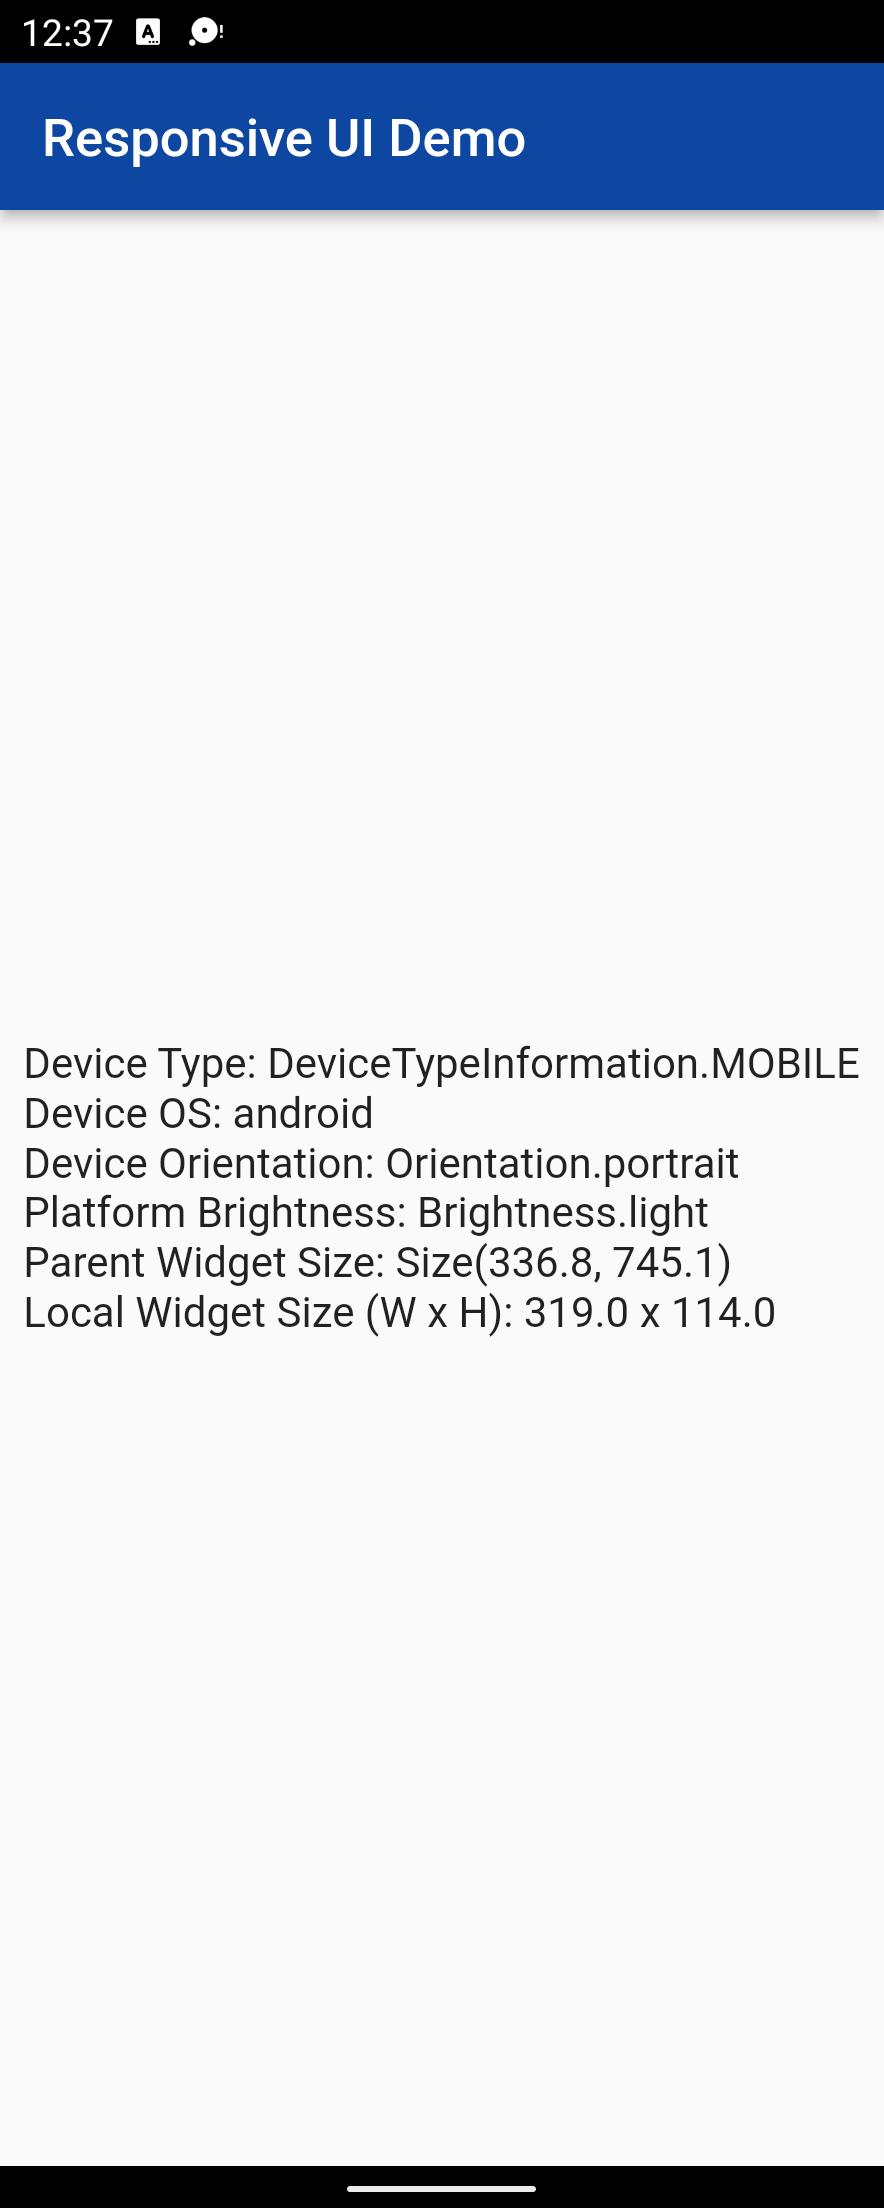 12:37
Responsive UI Demo
Device Type: DeviceTypeInformation.MOBILE
Device OS: android
Device Orientation: Orientation.portrait
Platform Brightness: Brightness.light
Parent Widget Size: Size(336.8, 745.1)
Local Widget Size (W x H): 319.0 x 114.0